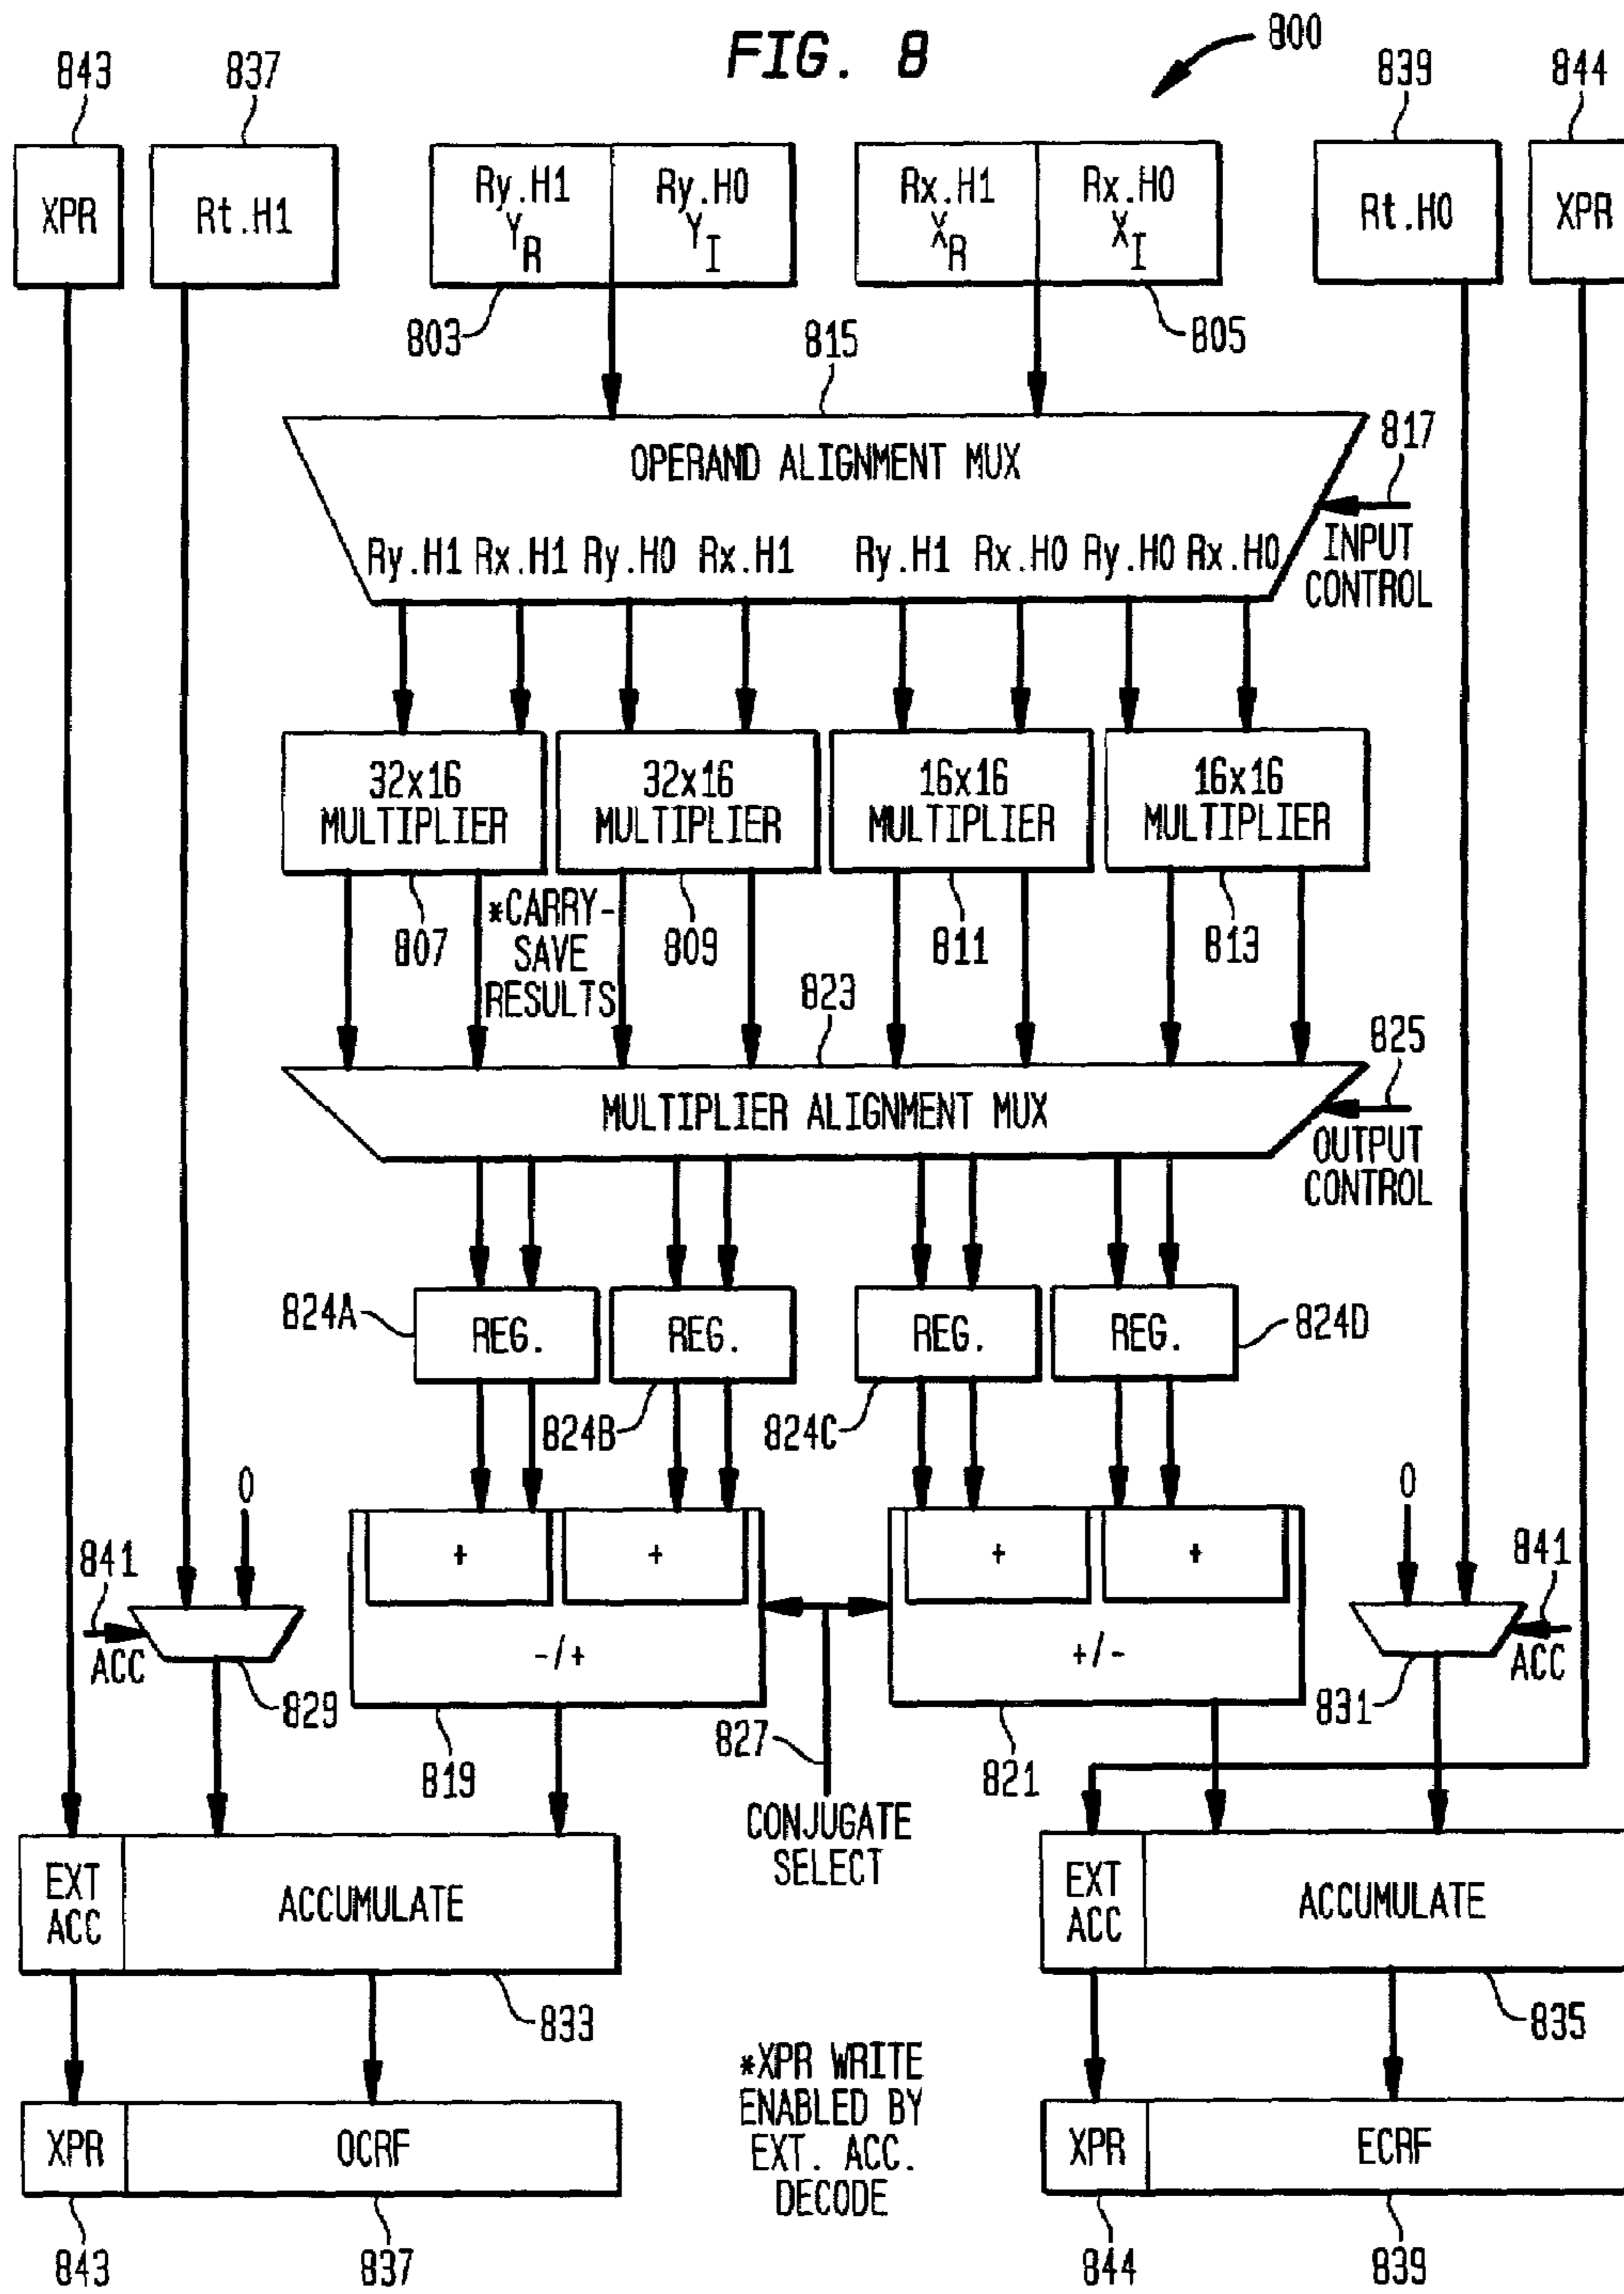 FIG. 8
800
843
837
839
844
XPR
Rt.H1
Ry.H1
YR
Ry.H0
YI
Rx.H1
XR
Rx.H0
XI
Rt.H0
XPR
803
815
805
817
OPERAND ALIGNMENT MUX
INPUT
CONTROL
Ry.H1 Rx.H1 Ry.H0 Rx.H1 Ry.H1 Rx.H0 Ry.H0 Rx.H0
32x16
MULTIPLIER
32x16
MULTIPLIER
16x16
MULTIPLIER
16x16
MULTIPLIER
807
*CARRY-
SAVE
RESULTS
809
811
813
823
825
MULTIPLIER ALIGNMENT MUX
OUTPUT
CONTROL
824A
REG.
REG.
REG.
REG.
824D
824B
824C
0
0
841
ACC
829
+
+
-/+
+
+
+/-
841
ACC
831
819
827
821
CONJUGATE
SELECT
EXT
ACC
ACCUMULATE
EXT
ACC
ACCUMULATE
833
835
*XPR WRITE
ENABLED BY
EXT. ACC.
DECODE
XPR
OCRF
XPR
ECRF
843
837
844
839